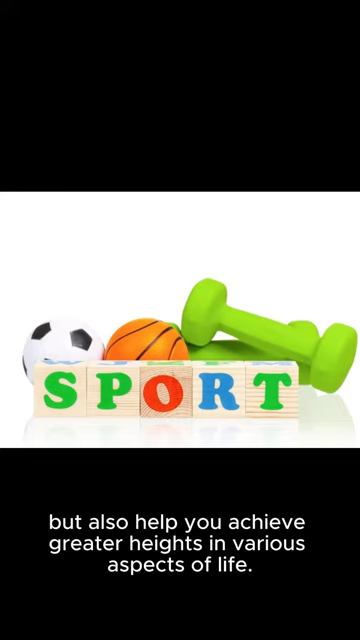 SPORT
but also help you achieve
greater heights in various
aspects of life.